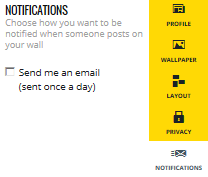 NOTIFICATIONS
Choose how you want to be
notified when someone posts on
your wall
Send me an email
(sent once a day)
PROFILE
WALLPAPER
LAYOUT
PRIVACY
NOTIFICATIONS